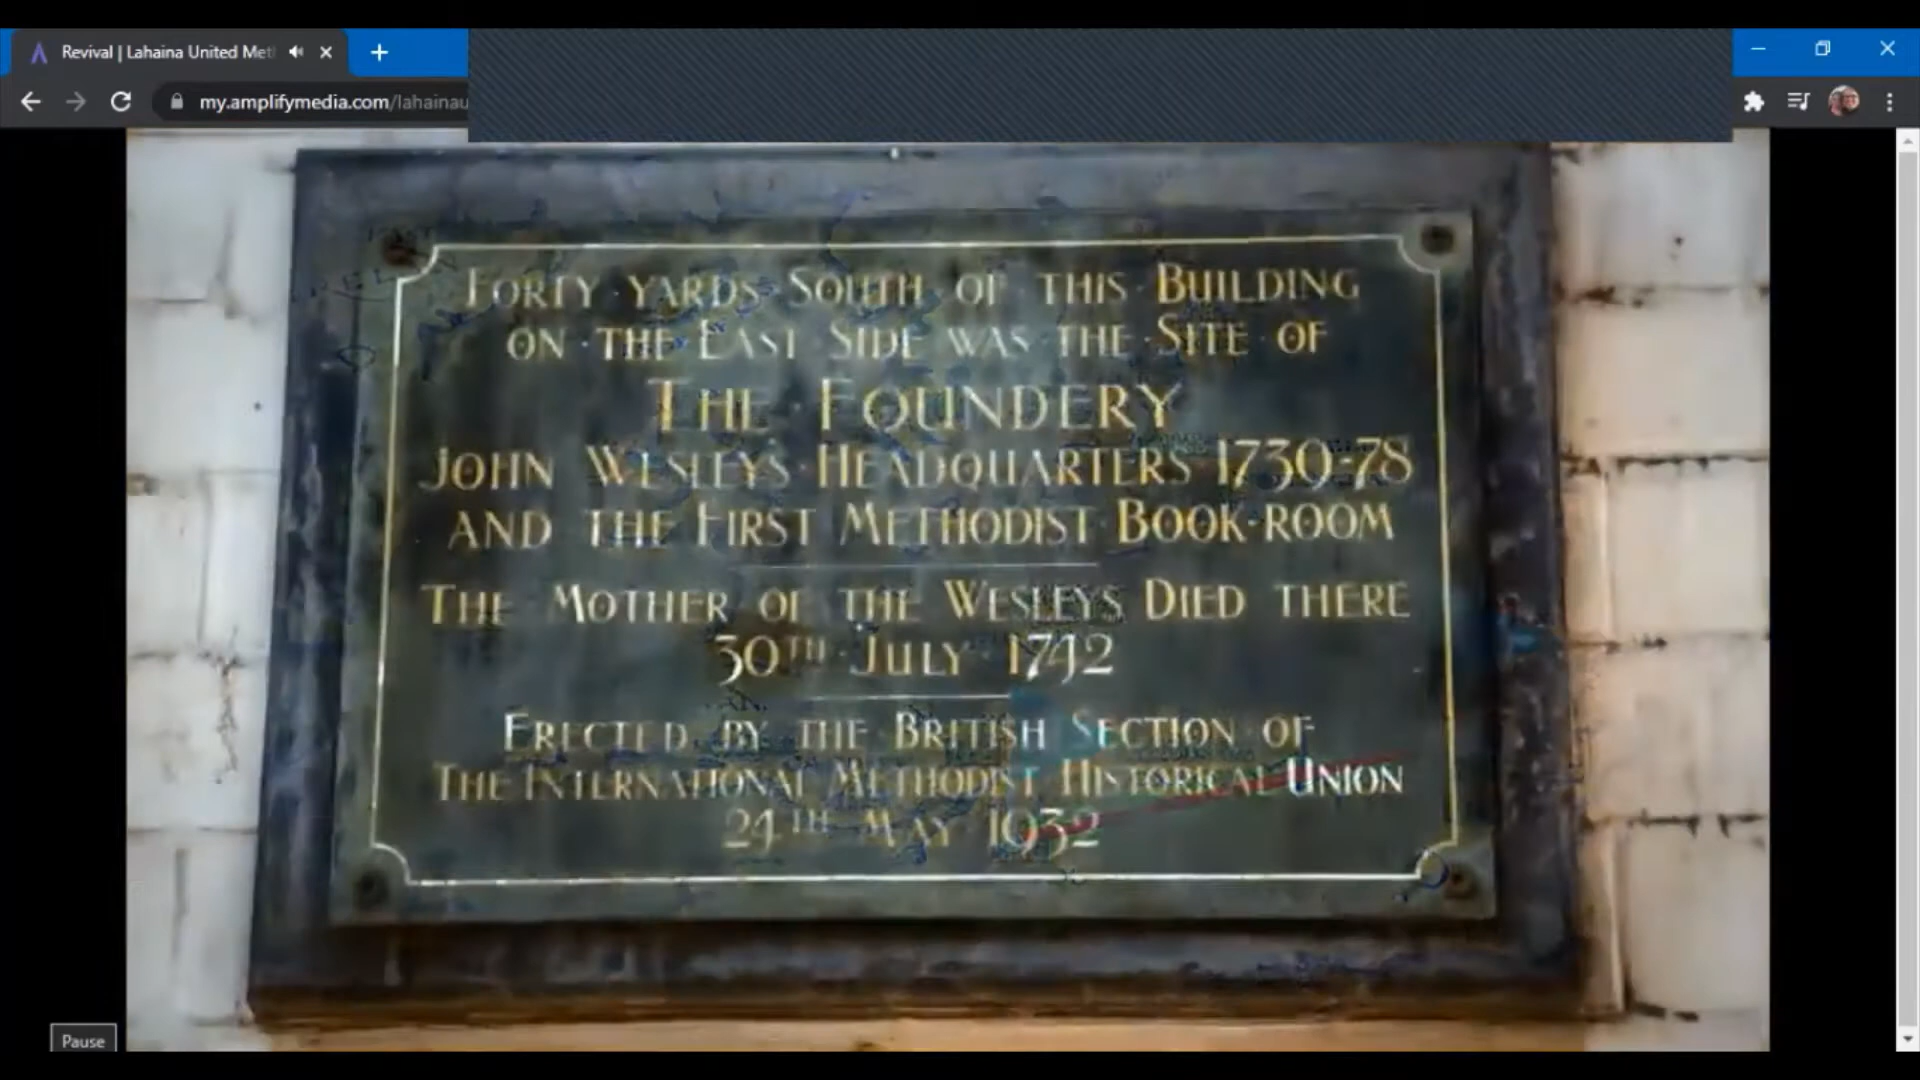 Revival | Lahaina United Met
my.amplifymedia.com/lahainau
FORTY YARDS SOUTH OF THIS BUILDING
ON THE EAST SIDE WAS THE SITE OF
THE FOUNDERY
JOHN WESLEY'S HEADQUARTERS 1730-78
AND THE FIRST METHODIST BOOK-ROOM
THE MOTHER OF THE WESLEYS DIED THERE
30TH JULY 1742
ERECTED BY THE BRITISH SECTION OF
THE INTERNATIONAL METHODIST HISTORICAL UNION
24TH MAY 1932
Pause